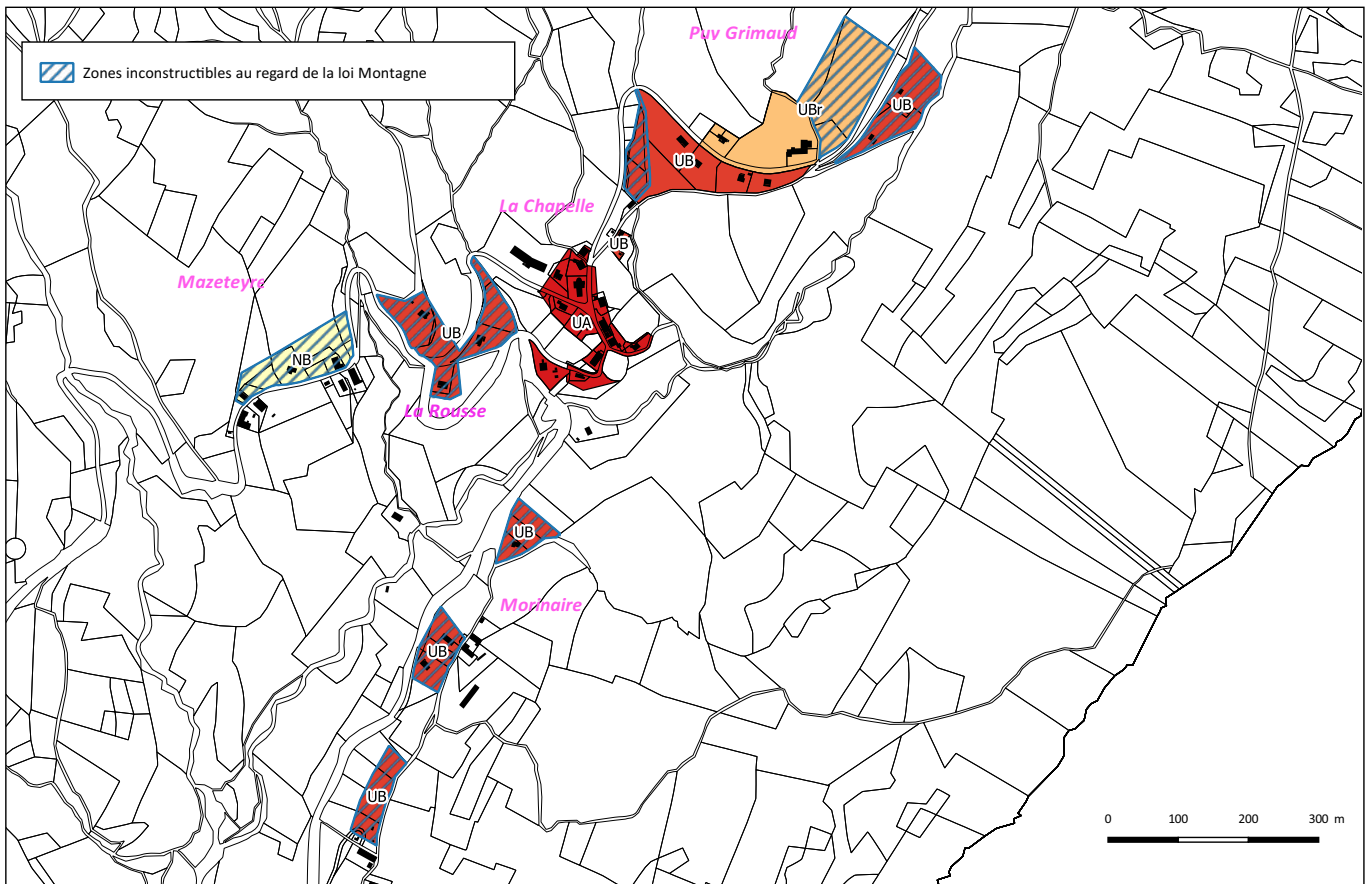 Puy Grimaud
Zones inconstructibles au regard de la loi Montagne
UBr
UB
UB
La Chapelle
UB
Mazeteyre
UA
UB
NB
La Rousse
UB
Morinaire
UB
UB
0 100 200 300 m